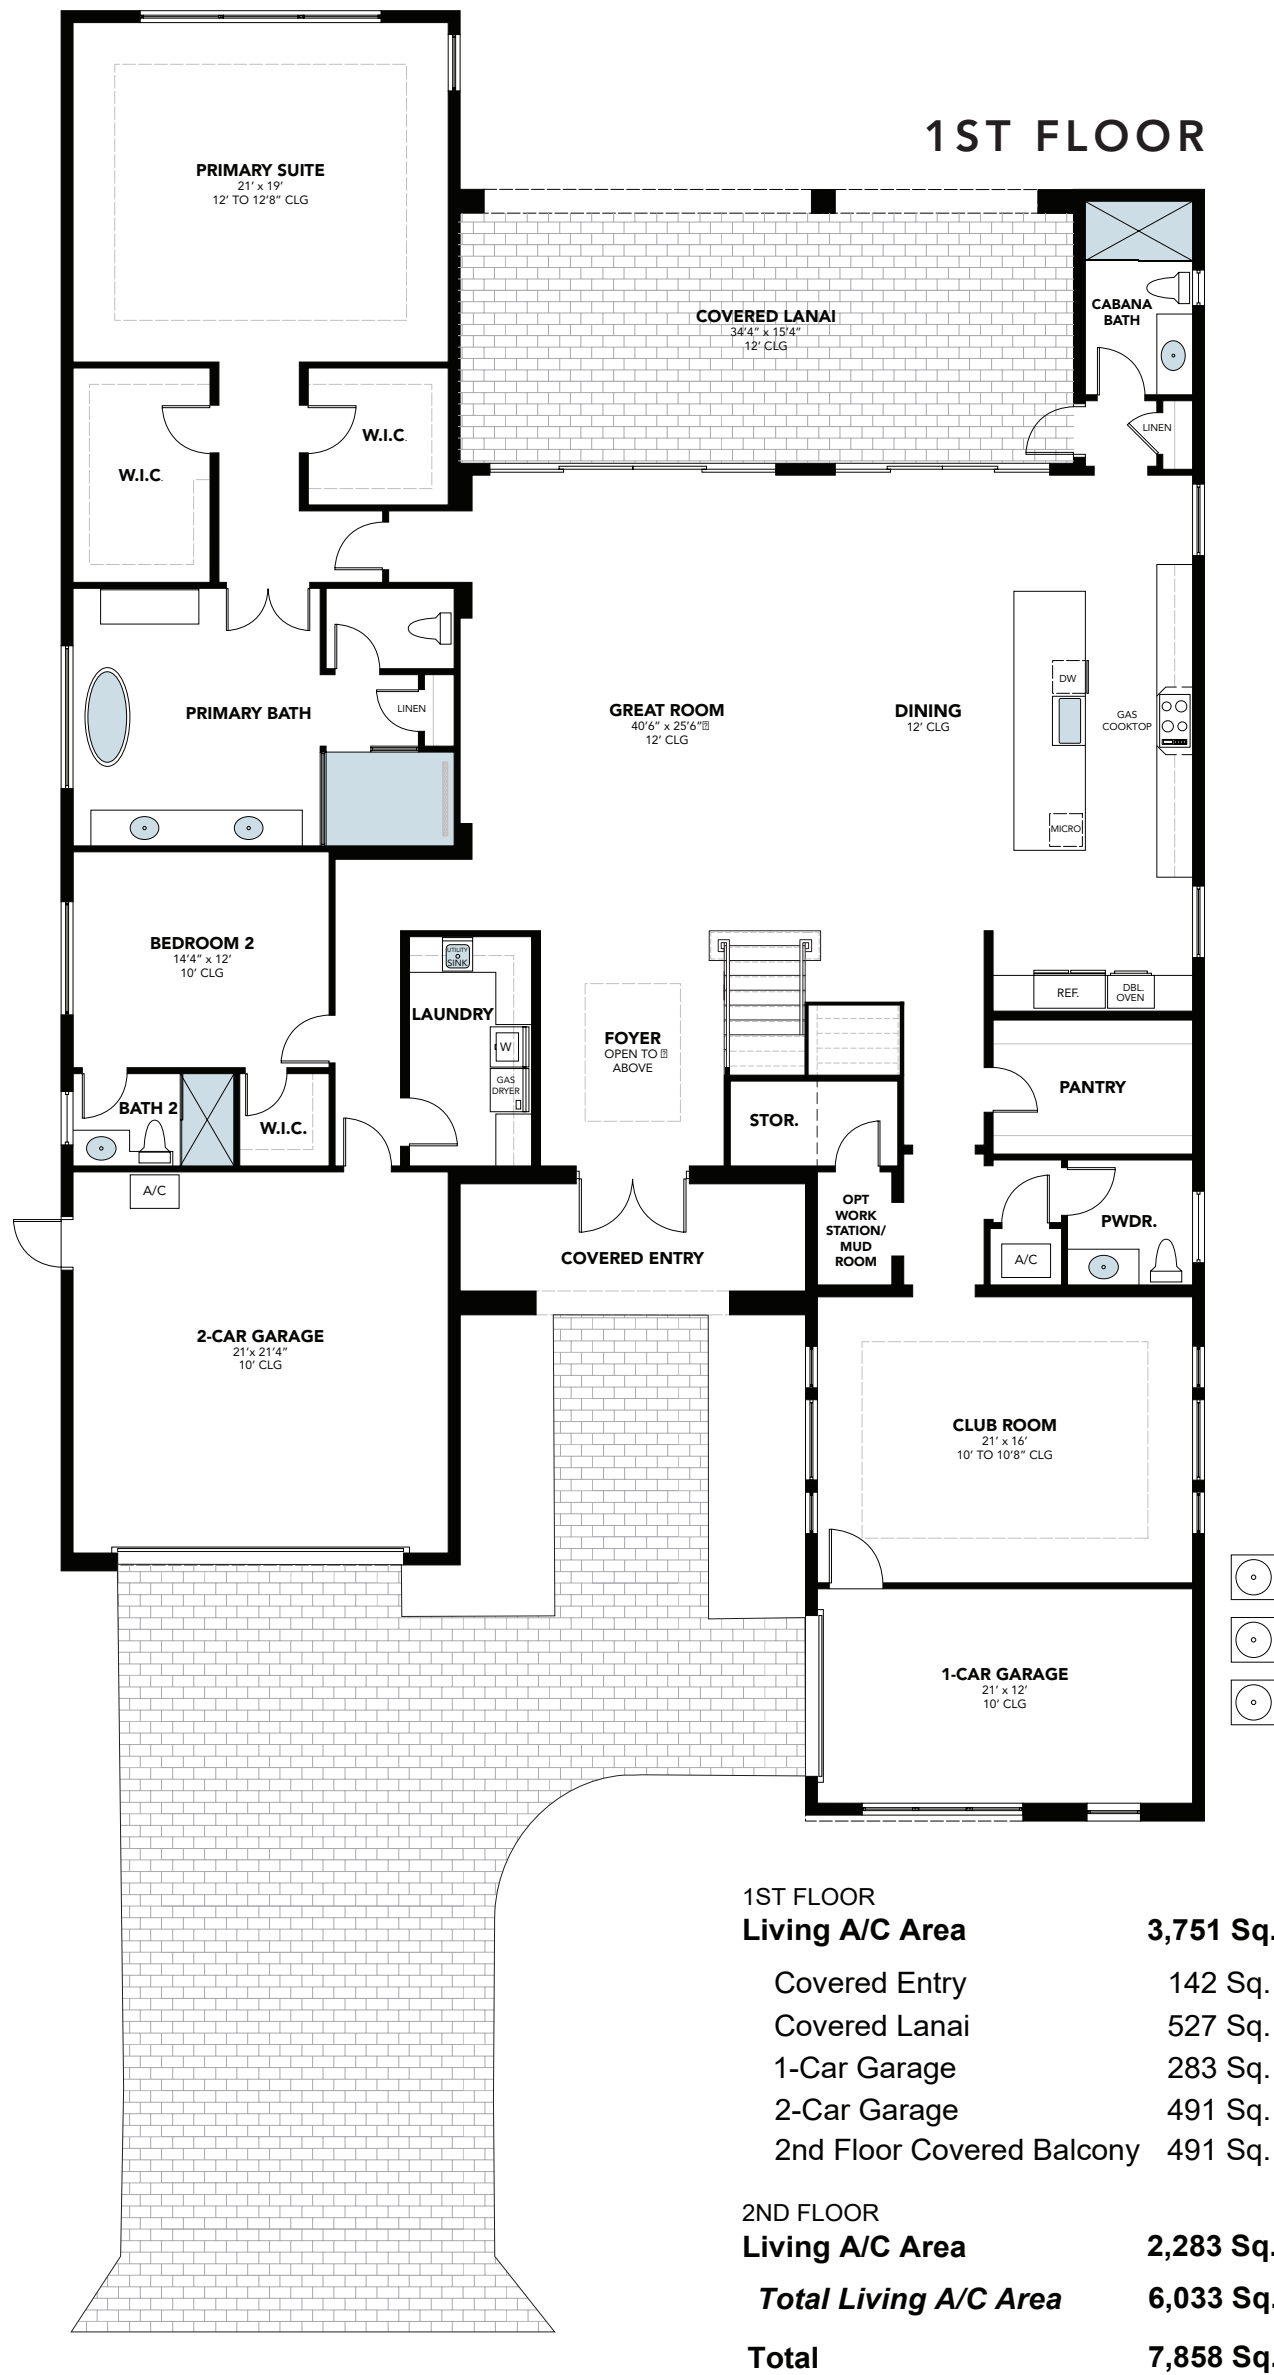 1ST FLOOR
PRIMARY SUITE
21' x 19'
12' TO 12'8" CLG
COVERED LANAI
34'4" x 15'4"
12' CLG
CABANA
BATH
LINEN
W.I.C.
W.I.C.
PRIMARY BATH
LINEN
GREAT ROOM
40'6" x 25'6"
12' CLG
DINING
12' CLG
DW
GAS
COOKTOP
MICRO
BEDROOM 2
14'4" x 12'
10' CLG
UTILITY
SINK
LAUNDRY
W
GAS
DRYER
FOYER
OPEN TO
ABOVE
REF.
DBL.
OVEN
PANTRY
BATH 2
W.I.C.
STOR.
A/C
OPT
WORK
STATION/
MUD
ROOM
PWDR.
A/C
COVERED ENTRY
2-CAR GARAGE
21'x 21'4"
10' CLG
CLUB ROOM
21' x 16'
10' TO 10'8" CLG
1-CAR GARAGE
21' x 12'
10' CLG
1ST FLOOR
Living A/C Area 3,751 Sq.
Covered Entry 142 Sq.
Covered Lanai 527 Sq.
1-Car Garage 283 Sq.
2-Car Garage 491 Sq.
2nd Floor Covered Balcony 491 Sq.
2ND FLOOR
Living A/C Area 2,283 Sq.
Total Living A/C Area 6,033 Sq.
Total 7,858 Sq.